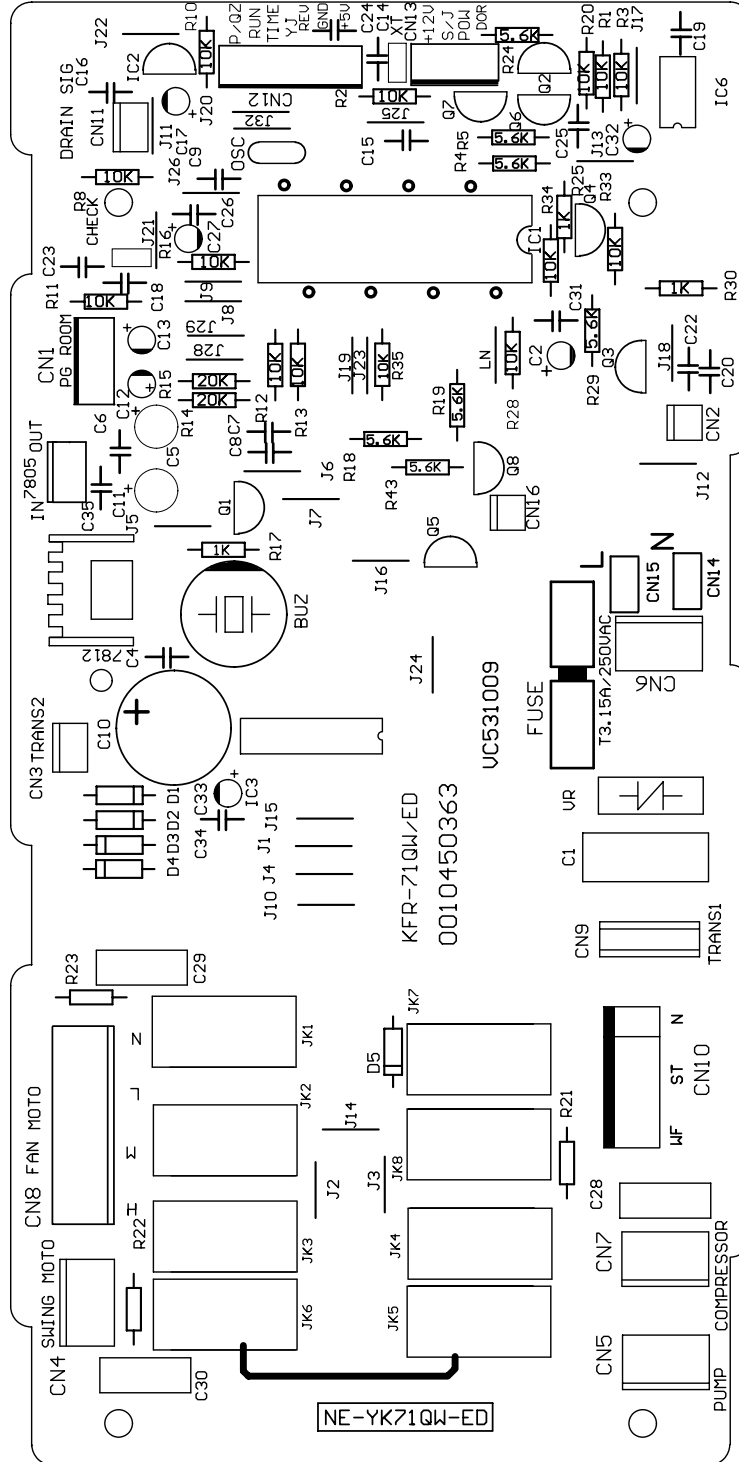 J22
R10
P/QZ
RUN
TIME
YJ
REV
GND
+5V
C24
C14
XT
CN13
+12V
S/J
POW
DOR
R20
R1
R3
J17
C19
IC2
10K
R24
5.6K
Q2
10K
10K
10K
IC6
DRAIN SIG
C16
CN11
J11
C17
J20
CN12
J32
R2
10K
J25
Q7
Q6
C25
J13
C32
J26
C9
OSC
C15
R4
R5
5.6K
5.6K
10K
R8
CHECK
J21
R16
C26
C27
10K
IC1
R34
R25
1K
Q4
R33
10K
10K
C23
R11
10K
C18
J9
J8
C31
R30
1K
CN1
PG ROOM
C13
J29
J28
10K
10K
J19
J23
10K
R35
LN
10K
C2
5.6K
R29
Q3
J18
C22
C20
C12
R15
20K
20K
R14
C7
R12
R13
R19
5.6K
R28
CN2
C6
C8
R18
5.6K
IN
7805
OUT
C5
C35
C11
J5
J6
R43
5.6K
Q8
J12
Q1
J7
CN16
Q5
1K
R17
J16
L
N
CN15
CN14
BUZ
7812
C4
J24
T3.15A/250VAC
CN6
FUSE
VC531009
CN3
TRANS2
C10
D1
D2
D3
D4
C33
IC3
C34
J15
J1
J4
J10
VR
C1
KFR-71QW/ED
0010450363
CN9
TRANS1
R23
C29
JK7
JK1
N
D5
N
ST
WF
CN10
L
JK2
J14
R21
M
JK8
CN8 FAN MOTO
J2
J3
C28
H
R22
JK3
JK4
CN7
COMPRESSOR
SWING MOTO
JK6
JK5
CN4
C30
CN5
PUMP
NE-YK71QW-ED